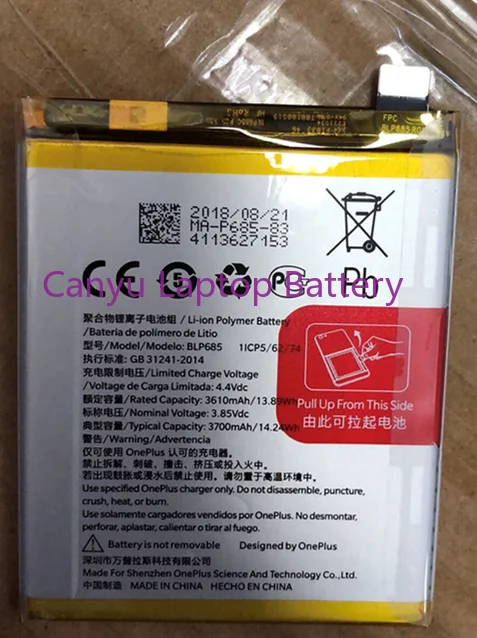 FPC
BLP685
2018/08/21
MA-P685-83
4113627153
Canyu Laptop Battery
CE
5
Pb
聚合物锂离子电池组 / Li-ion Polymer Battery
/Bateria de polímero de Litio
型号/Model/Modelo: BLP685 1ICP5/62/74
执行标准: GB 31241-2014
充电限制电压/Limited Charge Voltage
/Voltage de Carga Limitada: 4.4Vdc
额定容量/Rated Capacity: 3610mAh/13.89Wh
标称电压/Nominal Voltage: 3.85Vdc
典型容量/Typical Capacity: 3700mAh/14.24Wh
警告/Warning/Advertencia
仅可使用 OnePlus 认可的充电器.
禁止拆解、刺破、撞击、挤压或投入火中.
若出现鼓胀或浸水后禁止使用. 请勿置于高温环境中.
Use specified OnePlus charger only. Do not disassemble, puncture,
crush, heat, or burn.
Use solamente cargadores vendidos por OnePlus. No desmontar,
perforar, aplastar, calientar o tirar al fuego.
Battery is not removable Designed by OnePlus
深圳市万普拉斯科技有限公司
Made For Shenzhen OnePlus Science And Technology Co., Ltd.
中国制造 MADE IN CHINA HECHO EN CHINA
Pull Up From This Side
由此可拉起电池